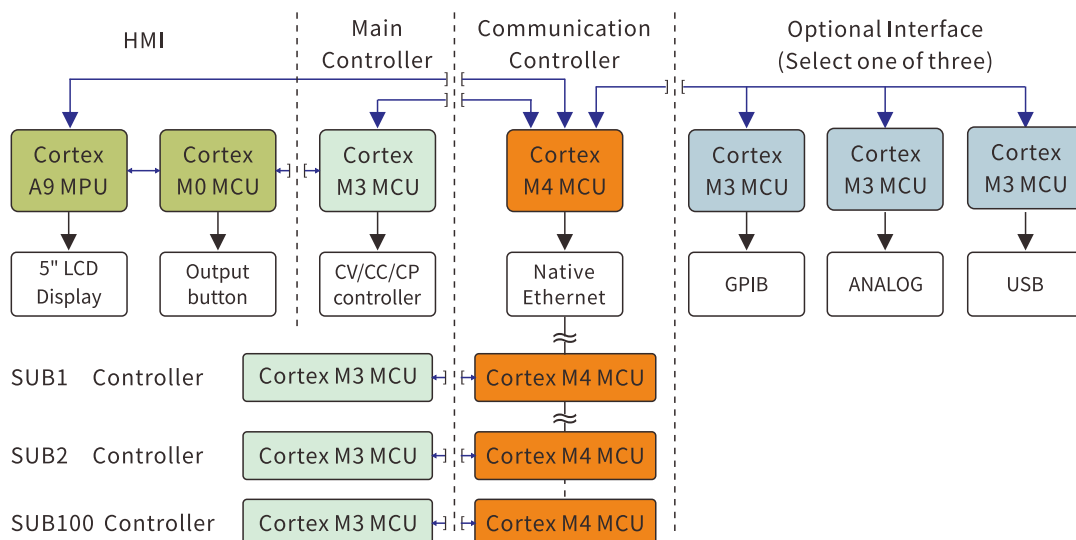 HMI
Main
Controller
Communication
Controller
Optional Interface
(Select one of three)
Cortex
A9 MPU
Cortex
M0 MCU
Cortex
M3 MCU
Cortex
M4 MCU
Cortex
M3 MCU
Cortex
M3 MCU
Cortex
M3 MCU
5" LCD
Display
Output
button
CV/CC/CP
controller
Native
Ethernet
GPIB
ANALOG
USB
SUB1 Controller
Cortex M3 MCU
Cortex M4 MCU
SUB2 Controller
Cortex M3 MCU
Cortex M4 MCU
SUB100 Controller
Cortex M3 MCU
Cortex M4 MCU